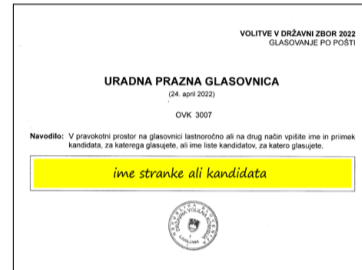 VOLITVE V DRŽAVNI ZBOR 2022
GLASOVANJE PO POŠTI
URADNA PRAZNA GLASOVNICA
(24. april 2022)
OVK 3007
Navodilo: V pravokotni prostor na glasovnici lastnoročno ali na drug način vpišite ime in priimek
kandidata, za katerega glasujete, ali ime liste kandidatov, za katero glasujete.
ime stranke ali kandidata